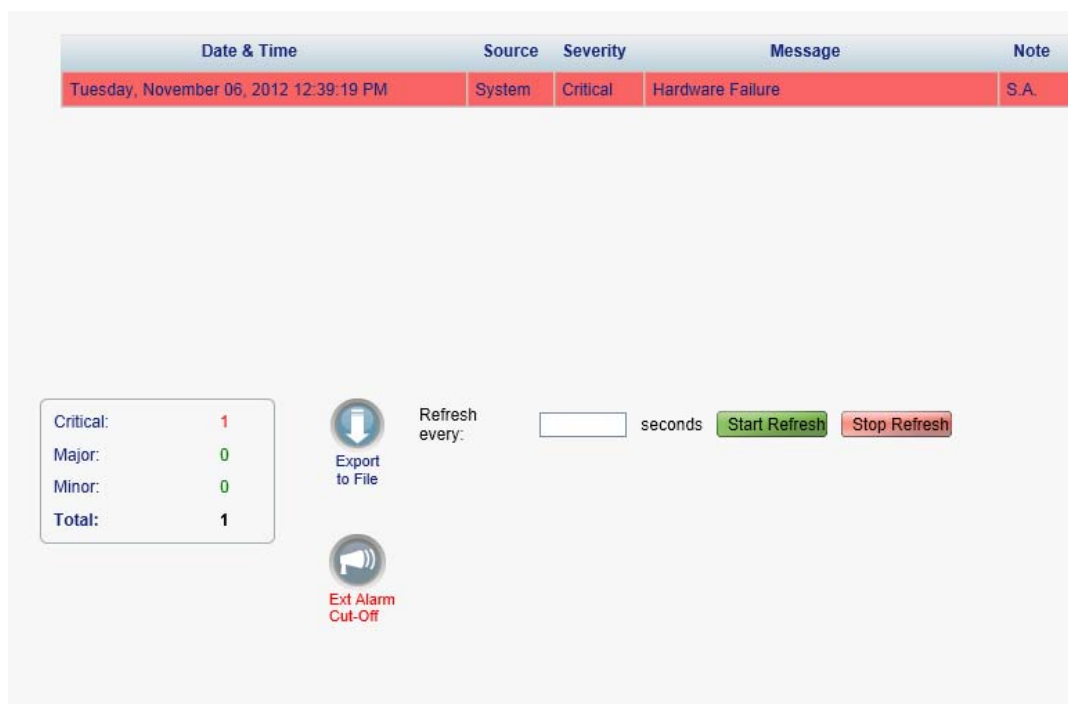 Date & Time Source Severity Message Note
Tuesday, November 06, 2012 12:39:19 PM System Critical Hardware Failure S.A.
Critical: 1
Major: 0
Minor: 0
Total: 1
Export
to File
Ext Alarm
Cut-Off
Refresh
every:
seconds Start Refresh Stop Refresh